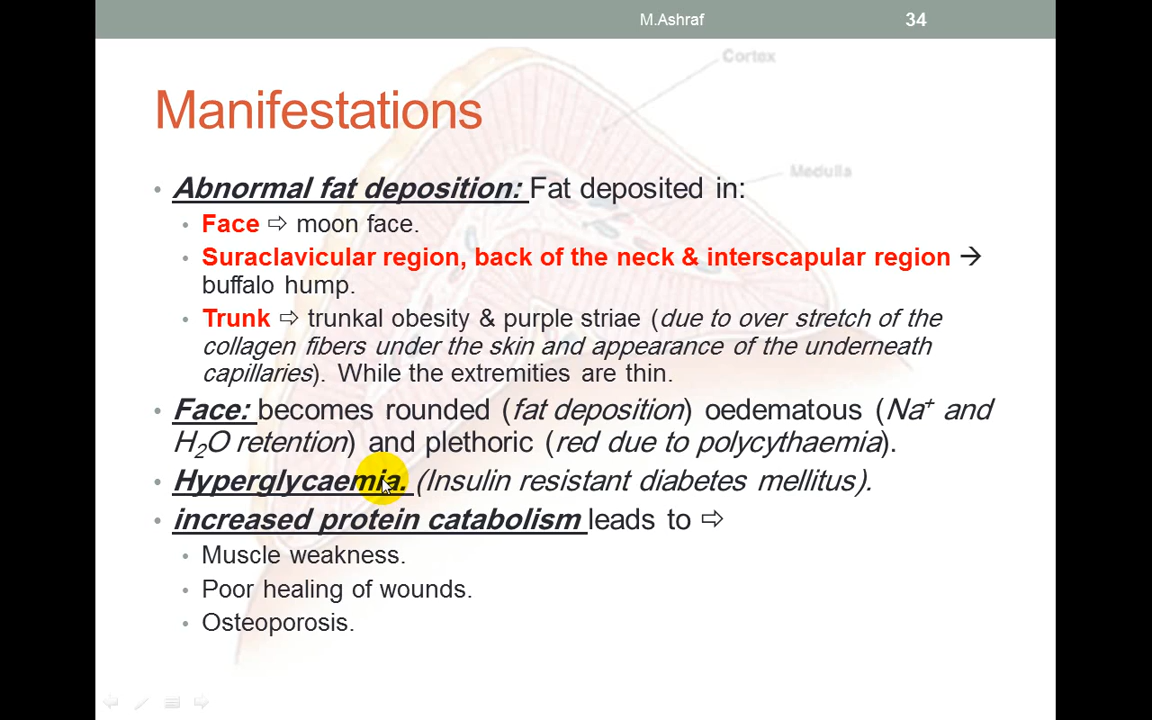 M.Ashraf 34
Cortex
Manifestations
Medulla
• Abnormal fat deposition: Fat deposited in:
• Face ⇨ moon face.
• Suraclavicular region, back of the neck & interscapular region →
buffalo hump.
• Trunk ⇨ trunkal obesity & purple striae (due to over stretch of the
collagen fibers under the skin and appearance of the underneath
capillaries). While the extremities are thin.
• Face: becomes rounded (fat deposition) oedematous (Na⁺ and
H₂O retention) and plethoric (red due to polycythaemia).
• Hyperglycaemia. (Insulin resistant diabetes mellitus).
• increased protein catabolism leads to ⇨
• Muscle weakness.
• Poor healing of wounds.
• Osteoporosis.